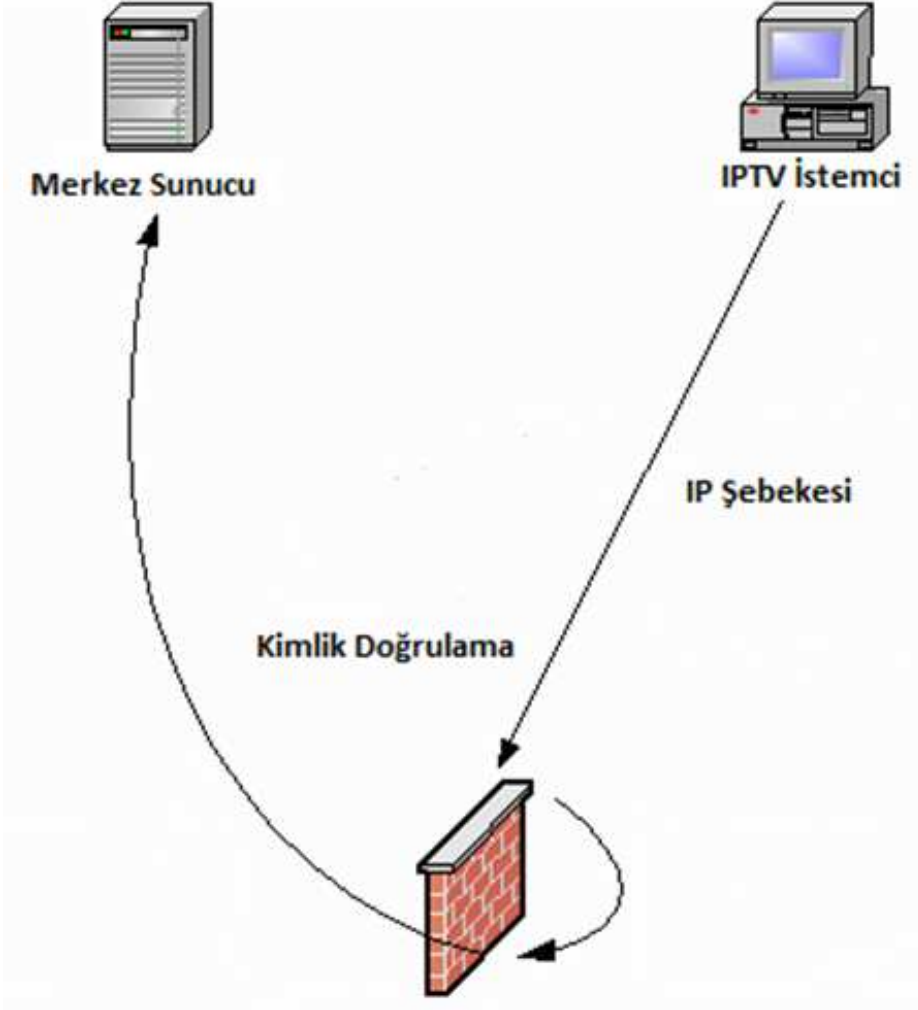 Merkez Sunucu
IPTV İstemci
IP Şebekesi
Kimlik Doğrulama